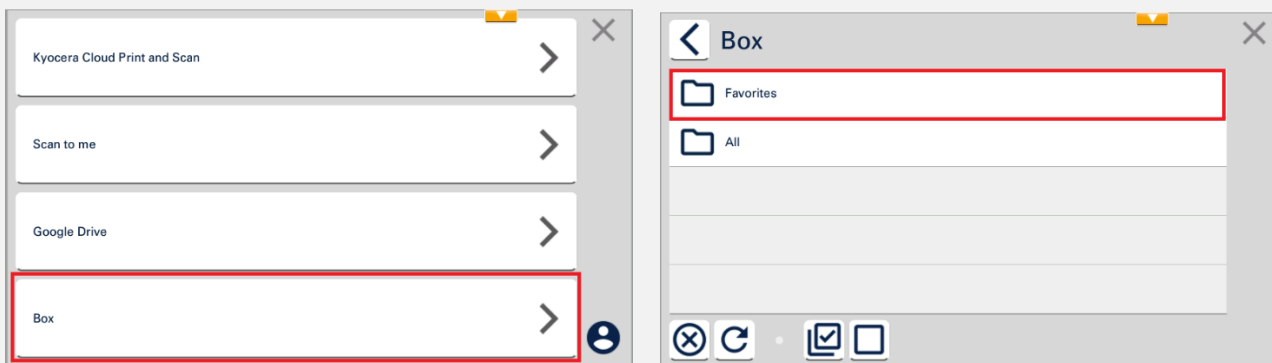 Kyocera Cloud Print and Scan
Scan to me
Google Drive
Box
Box
Favorites
All